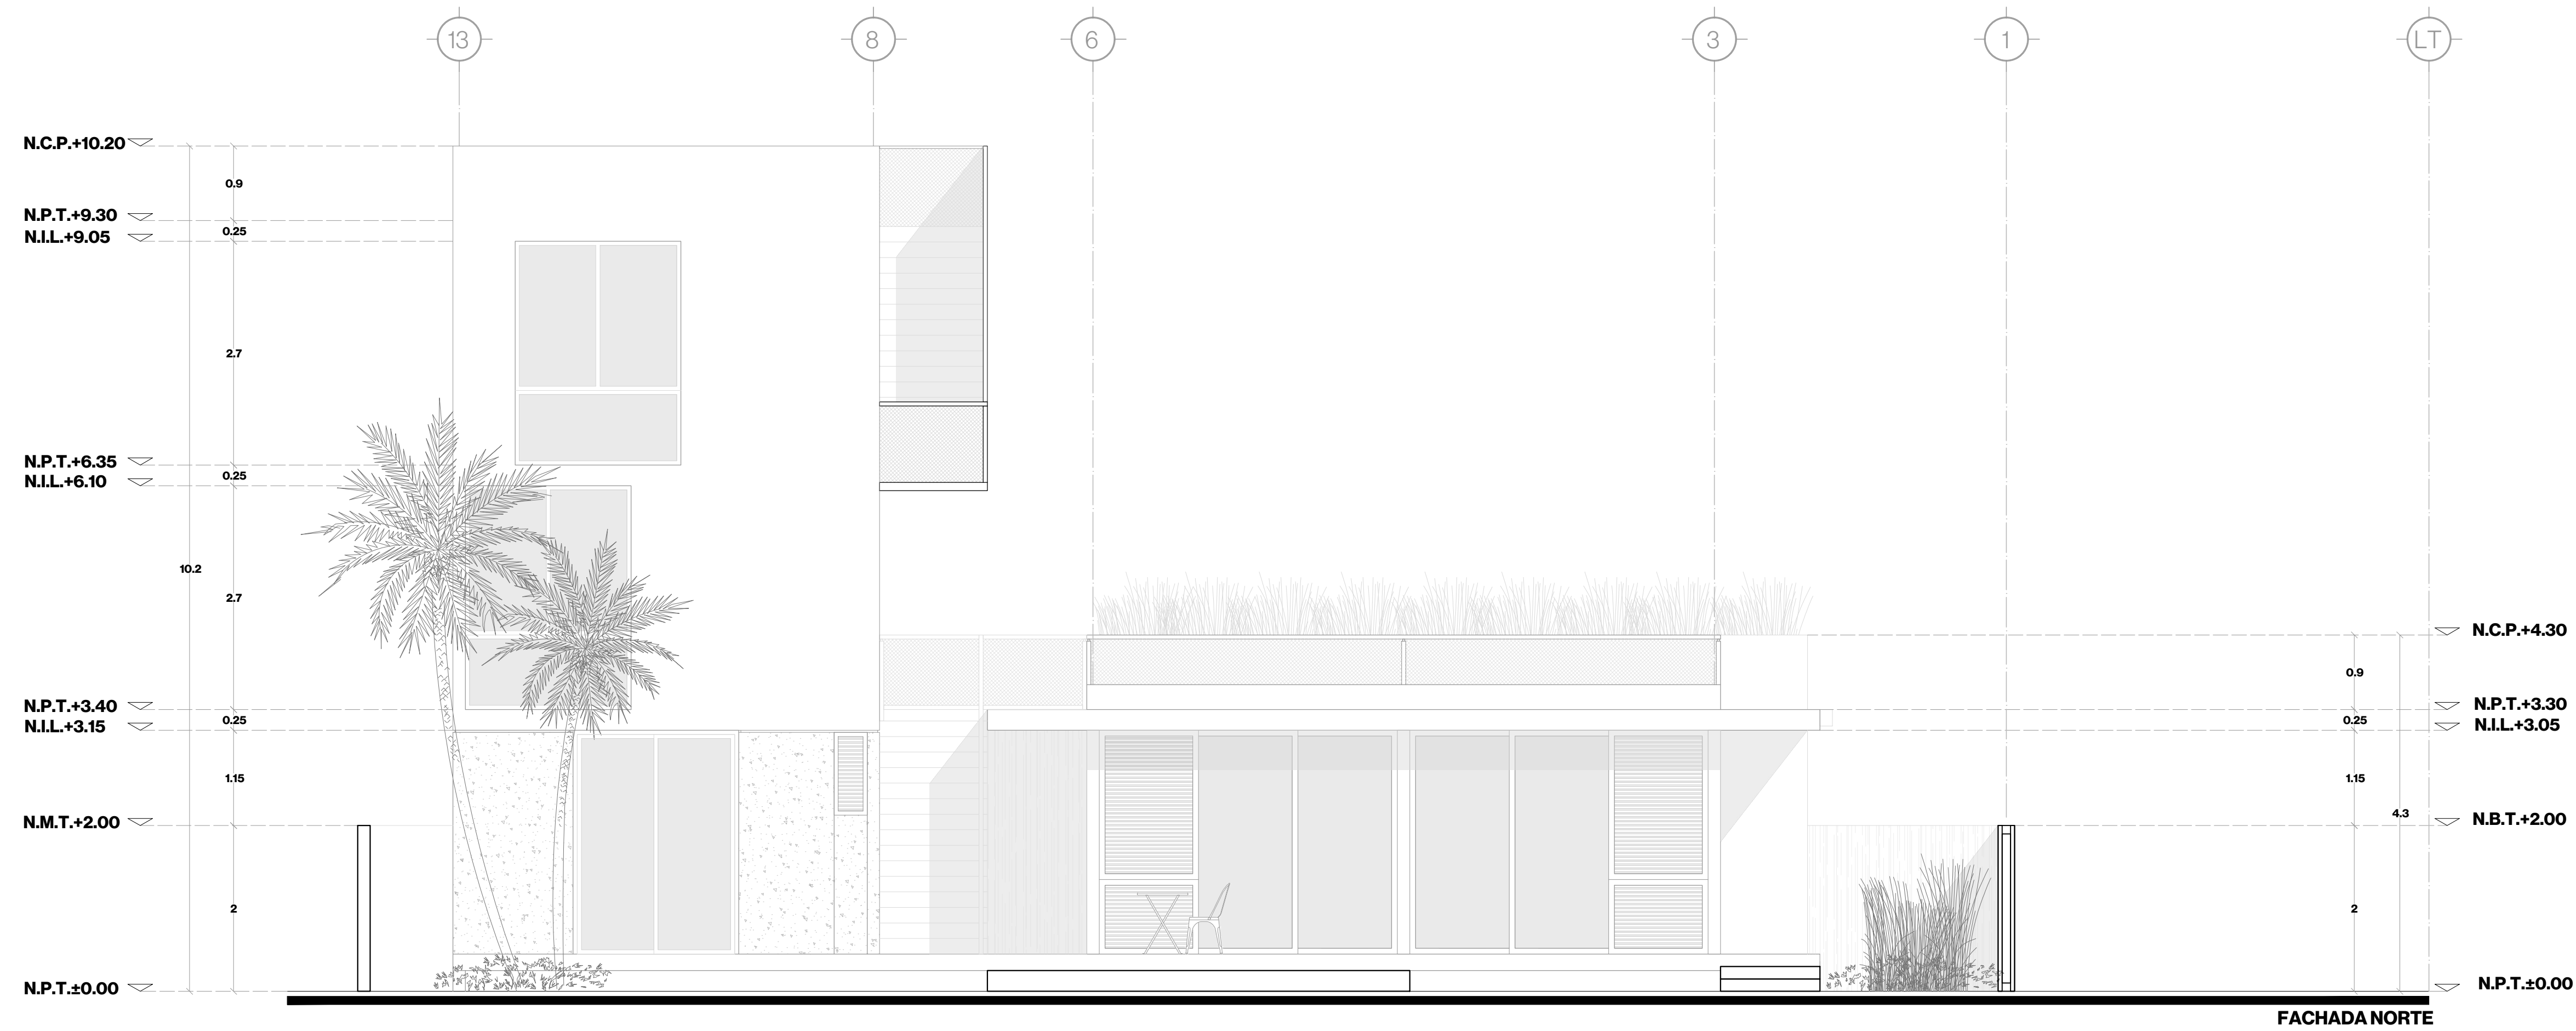 13 8 6 3 1 LT
N.C.P.+10.20
0.9
N.P.T.+9.30
0.25
N.I.L.+9.05
2.7
N.P.T.+6.35
0.25
N.I.L.+6.10
10.2
2.7
N.P.T.+3.40
0.25
N.I.L.+3.15
1.15
N.M.T.+2.00
2
N.P.T.±0.00
N.C.P.+4.30
0.9
N.P.T.+3.30
0.25
N.I.L.+3.05
1.15
4.3
N.B.T.+2.00
2
N.P.T.±0.00
FACHADA NORTE